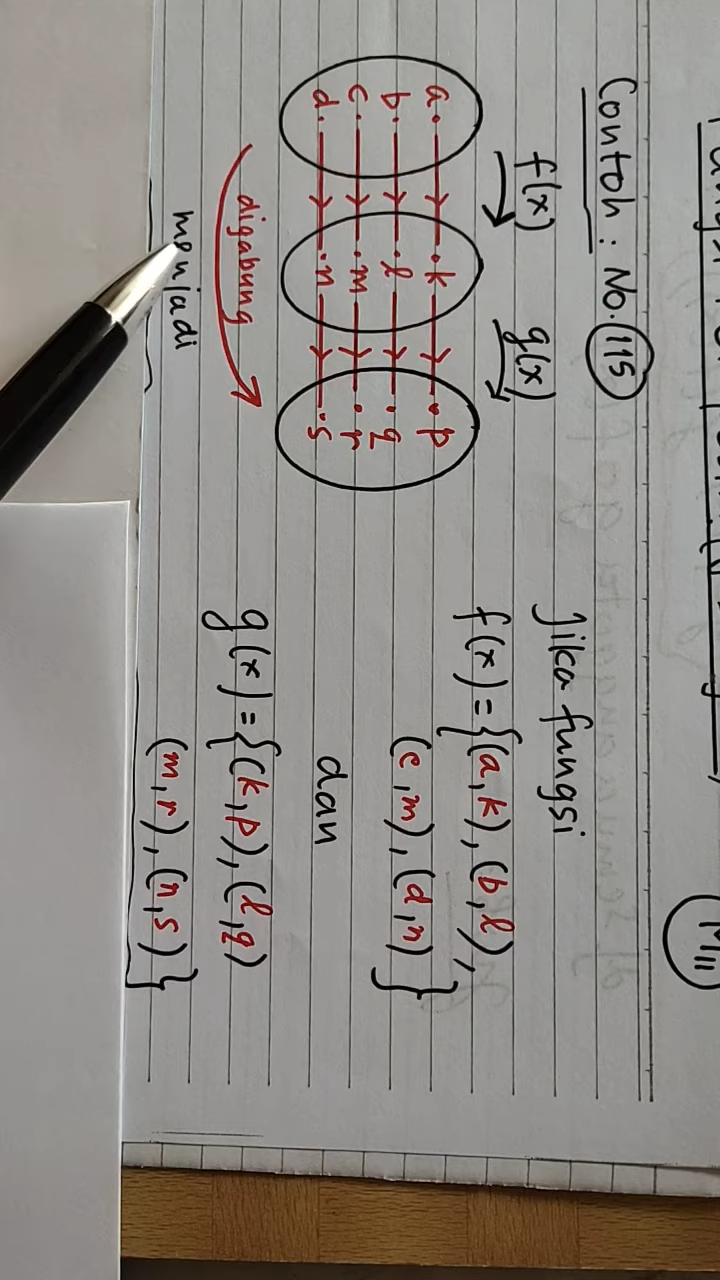 Contoh : No. 115
f(x) g(x)
a. .k .p
b. .l .q
c. .m .r
d. .n .s
digabung
menjadi
Jika fungsi
f(x) = {(a,k), (b,l),
(c,m), (d,n)}
dan
g(x) = {(k,p), (l,q)
(m,r), (n,s)}